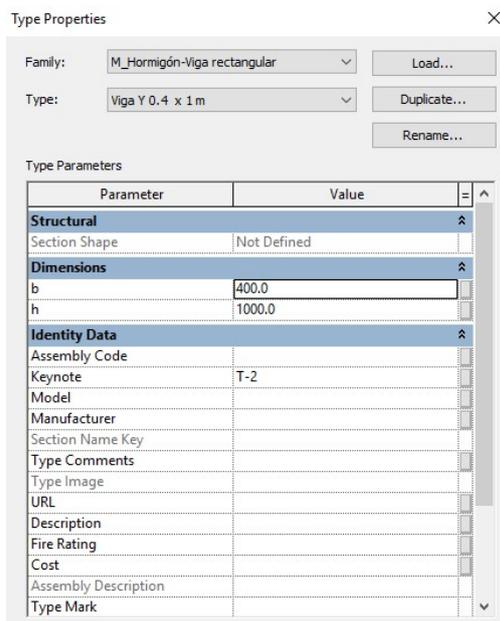 Type Properties
Family: M_Hormigón-Viga rectangular Load...
Type: Viga Y 0.4 x 1m Duplicate...
Rename...
Type Parameters
Parameter Value =
Structural
Section Shape Not Defined
Dimensions
b 400.0
h 1000.0
Identity Data
Assembly Code
Keynote T-2
Model
Manufacturer
Section Name Key
Type Comments
Type Image
URL
Description
Fire Rating
Cost
Assembly Description
Type Mark